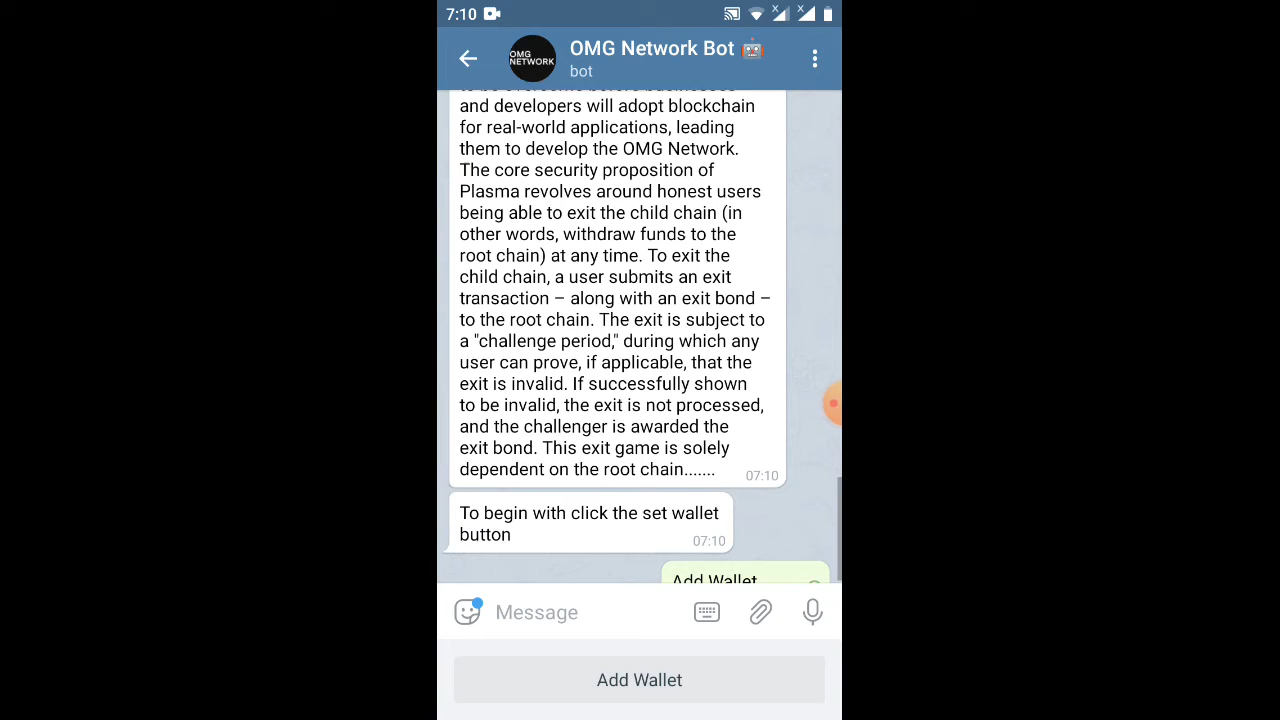 7:10
OMG Network Bot 🤖
bot
OMG
NETWORK
and developers will adopt blockchain
for real-world applications, leading
them to develop the OMG Network.
The core security proposition of
Plasma revolves around honest users
being able to exit the child chain (in
other words, withdraw funds to the
root chain) at any time. To exit the
child chain, a user submits an exit
transaction – along with an exit bond –
to the root chain. The exit is subject to
a "challenge period," during which any
user can prove, if applicable, that the
exit is invalid. If successfully shown
to be invalid, the exit is not processed,
and the challenger is awarded the
exit bond. This exit game is solely
dependent on the root chain.......
07:10
To begin with click the set wallet
button
07:10
Add Wallet
Message
Add Wallet